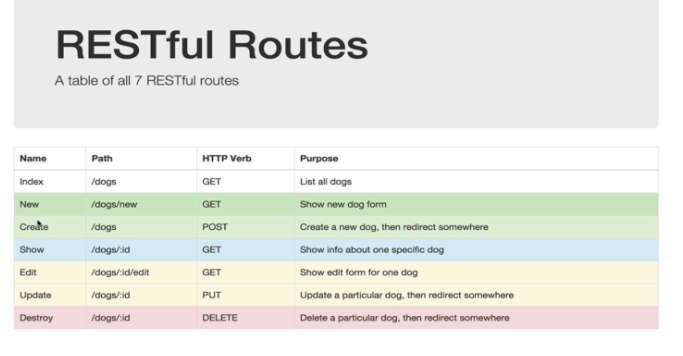 RESTful Routes
A table of all 7 RESTful routes
Name Path HTTP Verb Purpose
Index /dogs GET List all dogs
New /dogs/new GET Show new dog form
Create /dogs POST Create a new dog, then redirect somewhere
Show /dogs/:id GET Show info about one specific dog
Edit /dogs/:id/edit GET Show edit form for one dog
Update /dogs/:id PUT Update a particular dog, then redirect somewhere
Destroy /dogs/:id DELETE Delete a particular dog, then redirect somewhere